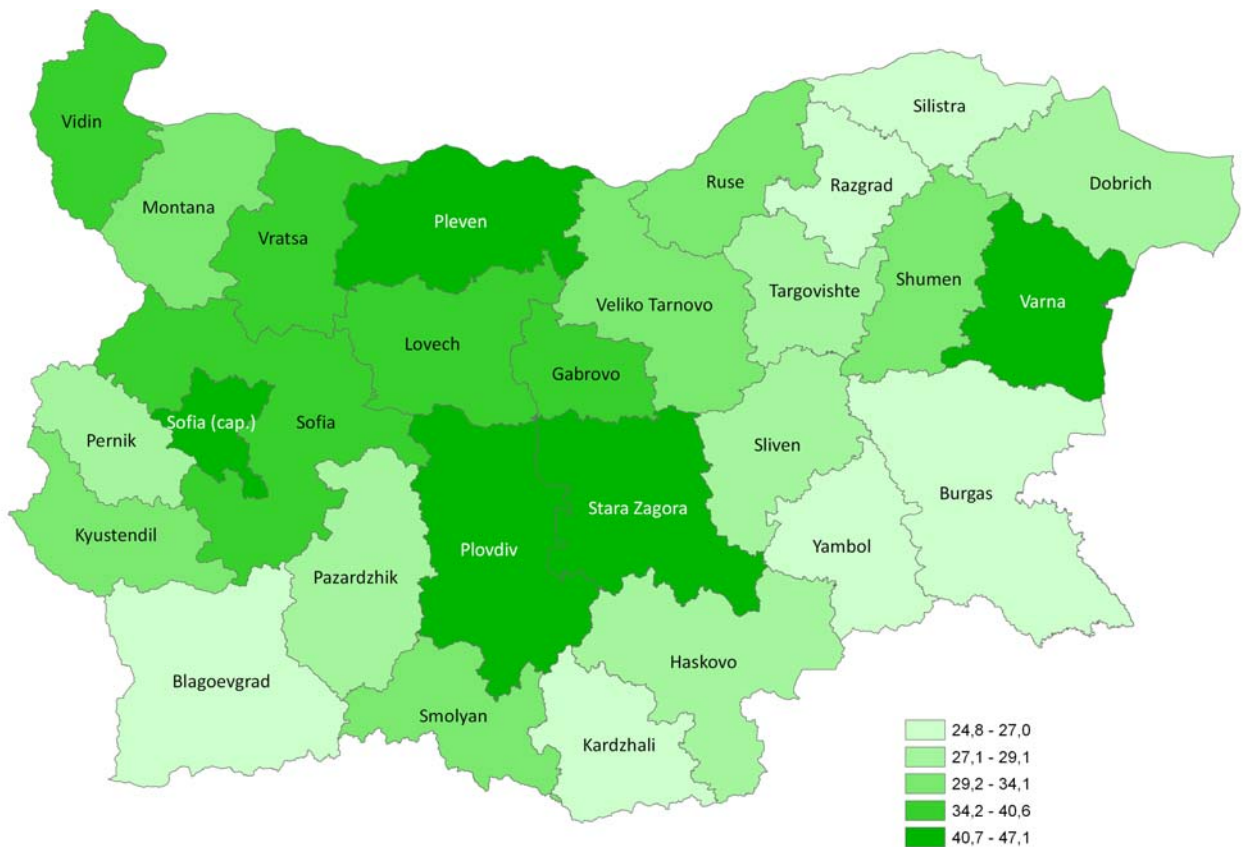 Silistra
Vidin
Ruse
Razgrad
Dobrich
Montana
Pleven
Vratsa
Shumen
Targovishte
Veliko Tarnovo
Varna
Lovech
Gabrovo
Sofia (cap.)
Sofia
Pernik
Sliven
Burgas
Stara Zagora
Kyustendil
Plovdiv
Yambol
Pazardzhik
Haskovo
Blagoevgrad
Smolyan
Kardzhali
24,8 - 27,0
27,1 - 29,1
29,2 - 34,1
34,2 - 40,6
40,7 - 47,1